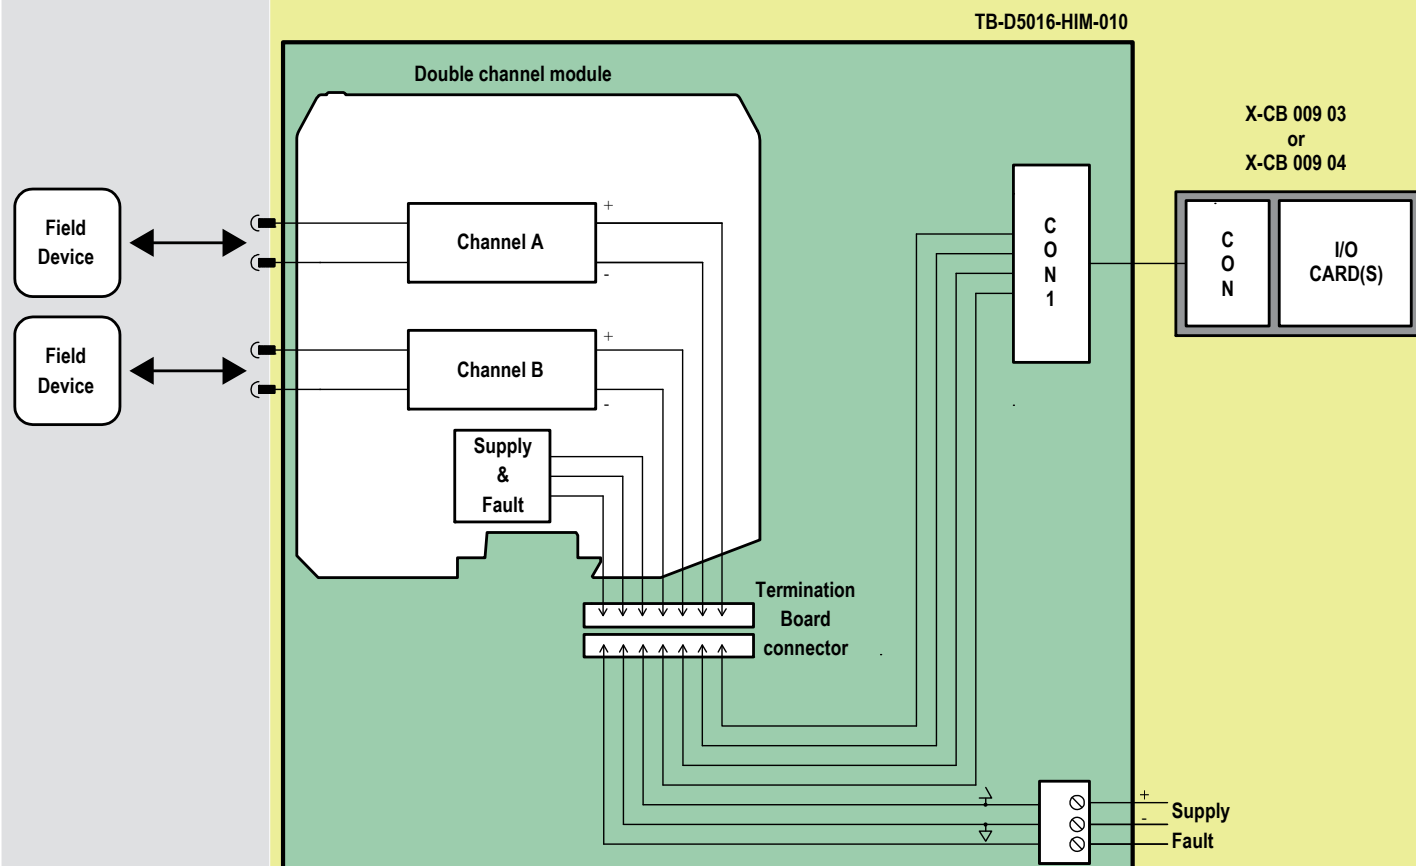 TB-D5016-HIM-010
Double channel module
X-CB 009 03
or
X-CB 009 04
Field
Device
Channel A
+
-
C
O
N
1
C
O
N
I/O
CARD(S)
Field
Device
Channel B
+
-
Supply
&
Fault
Termination
Board
connector
+
-
Supply
Fault